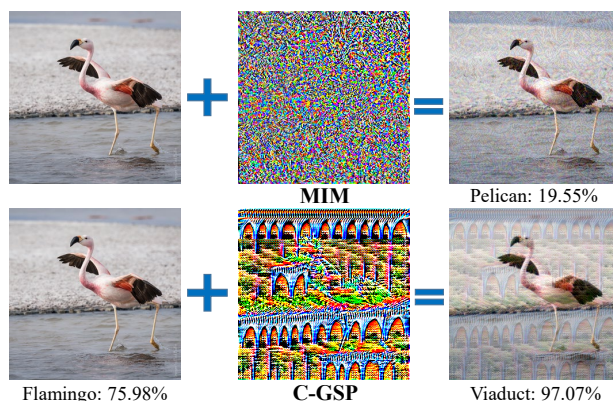 MIM
Pelican: 19.55%
Flamingo: 75.98%
C-GSP
Viaduct: 97.07%